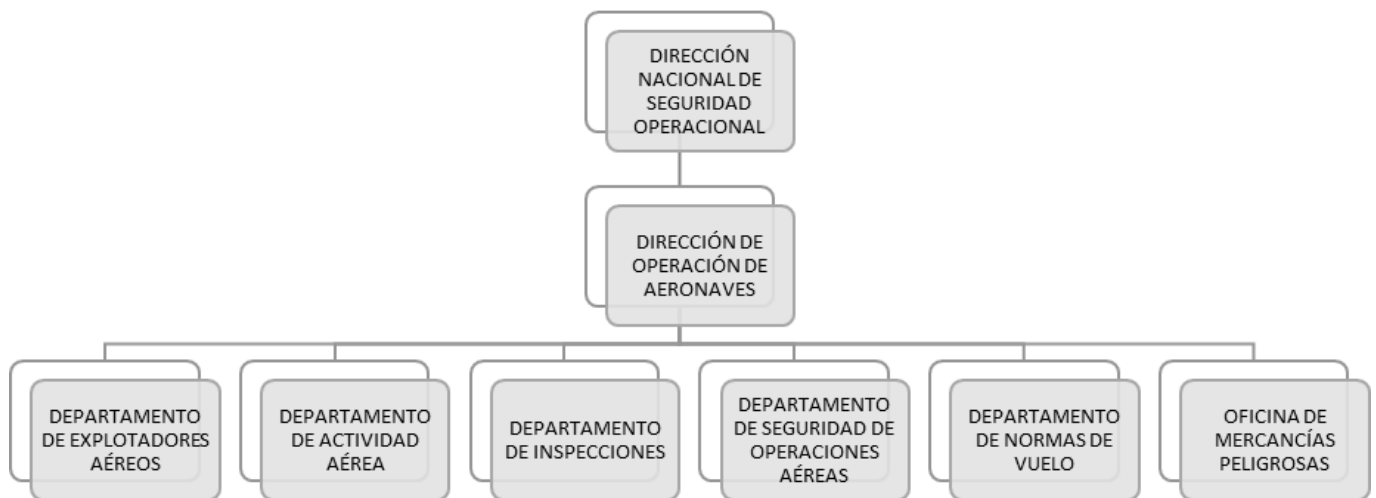 DIRECCIÓN
NACIONAL DE
SEGURIDAD
OPERACIONAL
DIRECCIÓN DE
OPERACIÓN DE
AERONAVES
DEPARTAMENTO
DE EXPLOTADORES
AÉREOS
DEPARTAMENTO
DE ACTIVIDAD
AÉREA
DEPARTAMENTO
DE INSPECCIONES
DEPARTAMENTO
DE SEGURIDAD DE
OPERACIONES
AÉREAS
DEPARTAMENTO
DE NORMAS DE
VUELO
OFICINA DE
MERCANCÍAS
PELIGROSAS